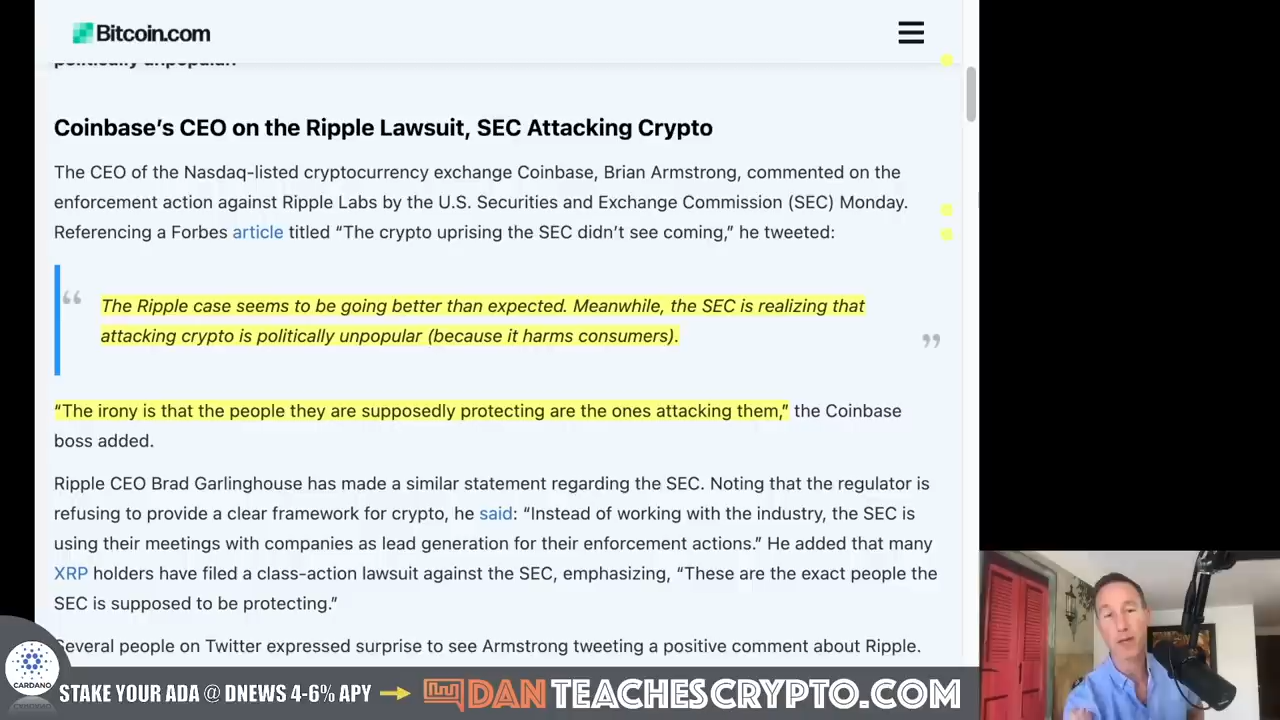 Bitcoin.com
politically unpopular.
Coinbase’s CEO on the Ripple Lawsuit, SEC Attacking Crypto
The CEO of the Nasdaq-listed cryptocurrency exchange Coinbase, Brian Armstrong, commented on the
enforcement action against Ripple Labs by the U.S. Securities and Exchange Commission (SEC) Monday.
Referencing a Forbes article titled “The crypto uprising the SEC didn’t see coming,” he tweeted:
“ The Ripple case seems to be going better than expected. Meanwhile, the SEC is realizing that
attacking crypto is politically unpopular (because it harms consumers). ”
“The irony is that the people they are supposedly protecting are the ones attacking them,” the Coinbase
boss added.
Ripple CEO Brad Garlinghouse has made a similar statement regarding the SEC. Noting that the regulator is
refusing to provide a clear framework for crypto, he said: “Instead of working with the industry, the SEC is
using their meetings with companies as lead generation for their enforcement actions.” He added that many
XRP holders have filed a class-action lawsuit against the SEC, emphasizing, “These are the exact people the
SEC is supposed to be protecting.”
Several people on Twitter expressed surprise to see Armstrong tweeting a positive comment about Ripple.
CARDANO
STAKE YOUR ADA @ DNEWS 4-6% APY
DANTEACHESCRYPTO.COM